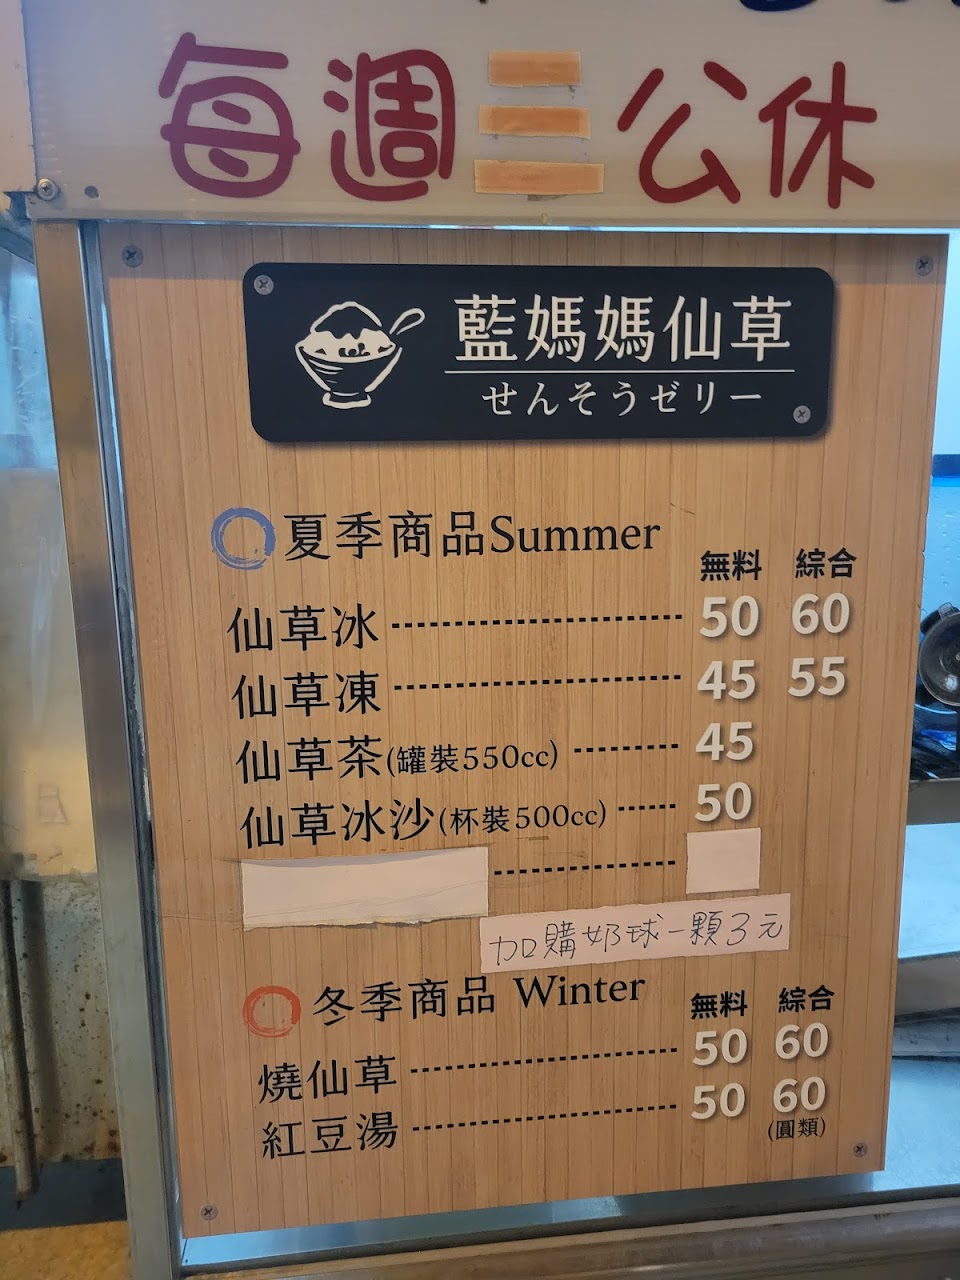 每週三公休
藍媽媽仙草
せんそうゼリー
夏季商品Summer
無料 綜合
仙草冰 50 60
仙草凍 45 55
仙草茶(罐裝550cc) 45
仙草冰沙(杯裝500cc) 50
加購奶球一顆3元
冬季商品 Winter
無料 綜合
燒仙草 50 60
紅豆湯 50 60
(圓類)